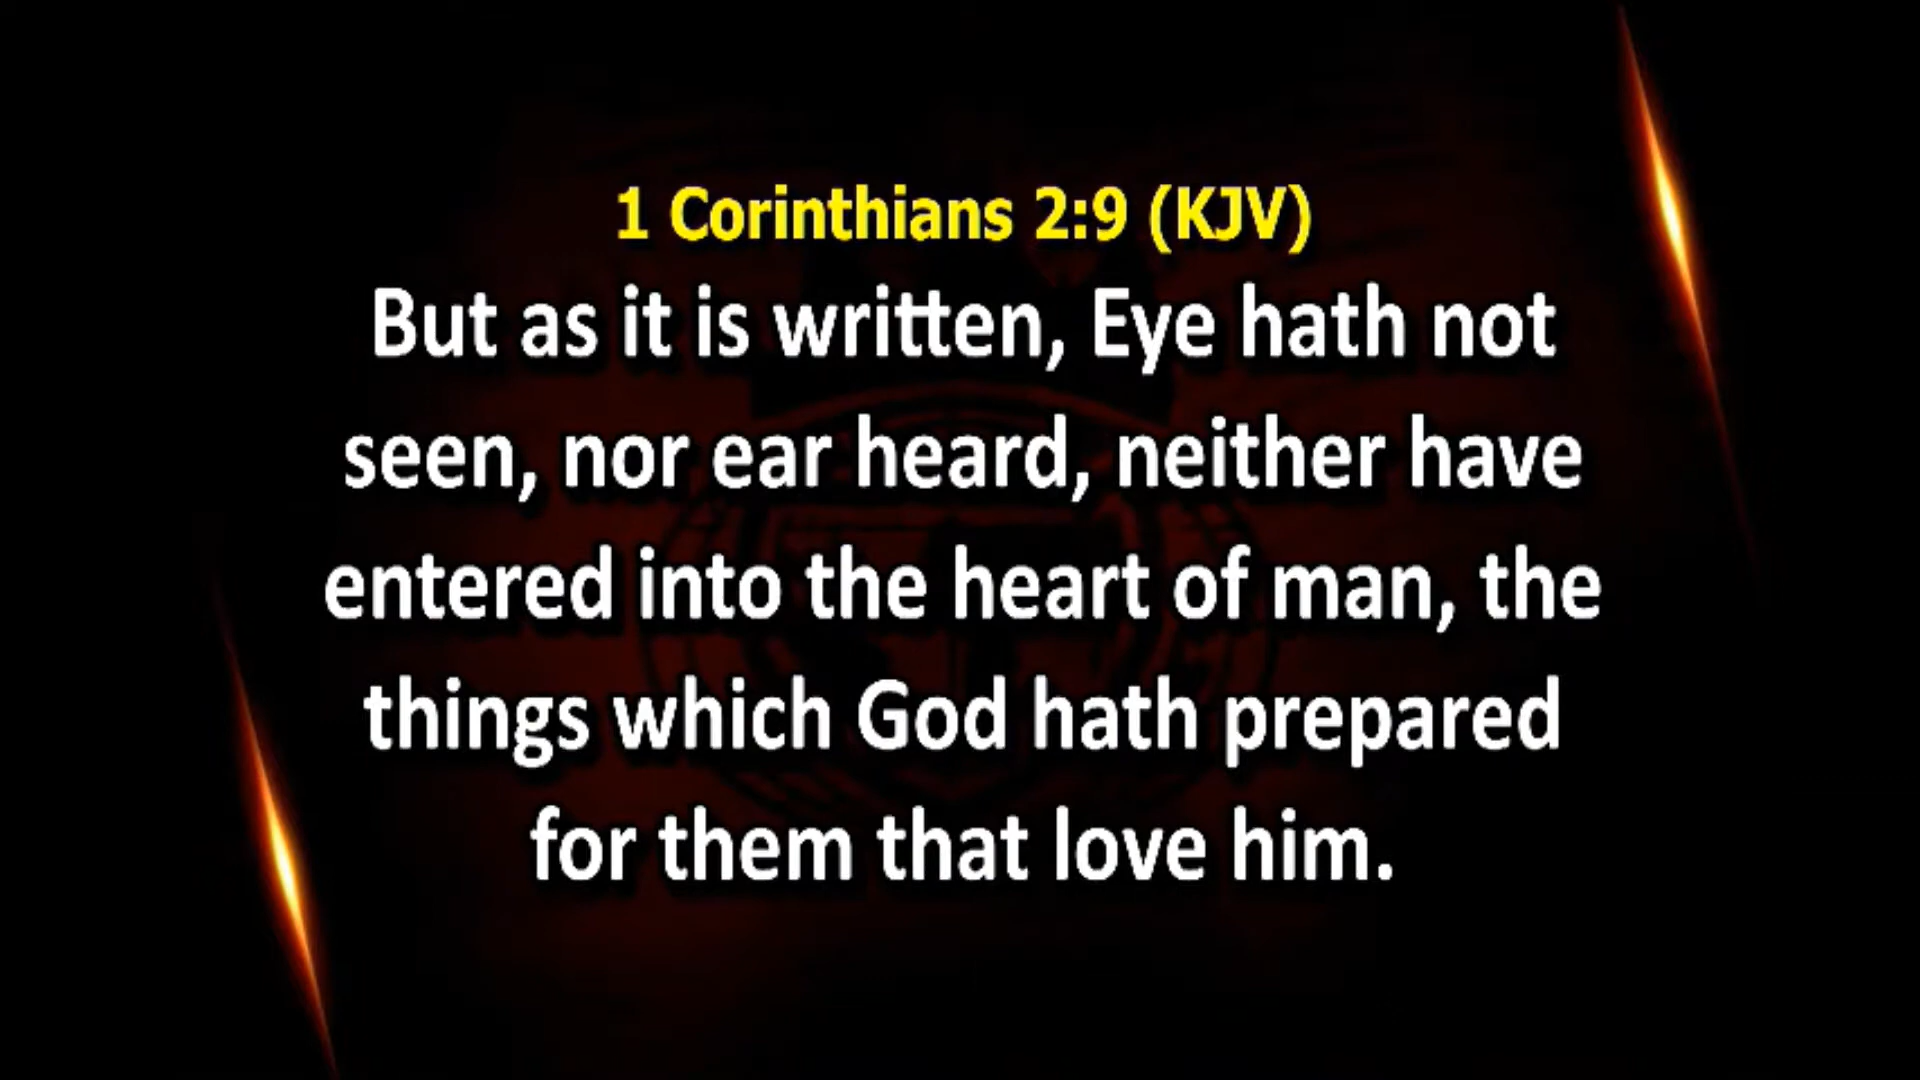 1 Corinthians 2:9 (KJV)
But as it is written, Eye hath not
seen, nor ear heard, neither have
entered into the heart of man, the
things which God hath prepared
for them that love him.